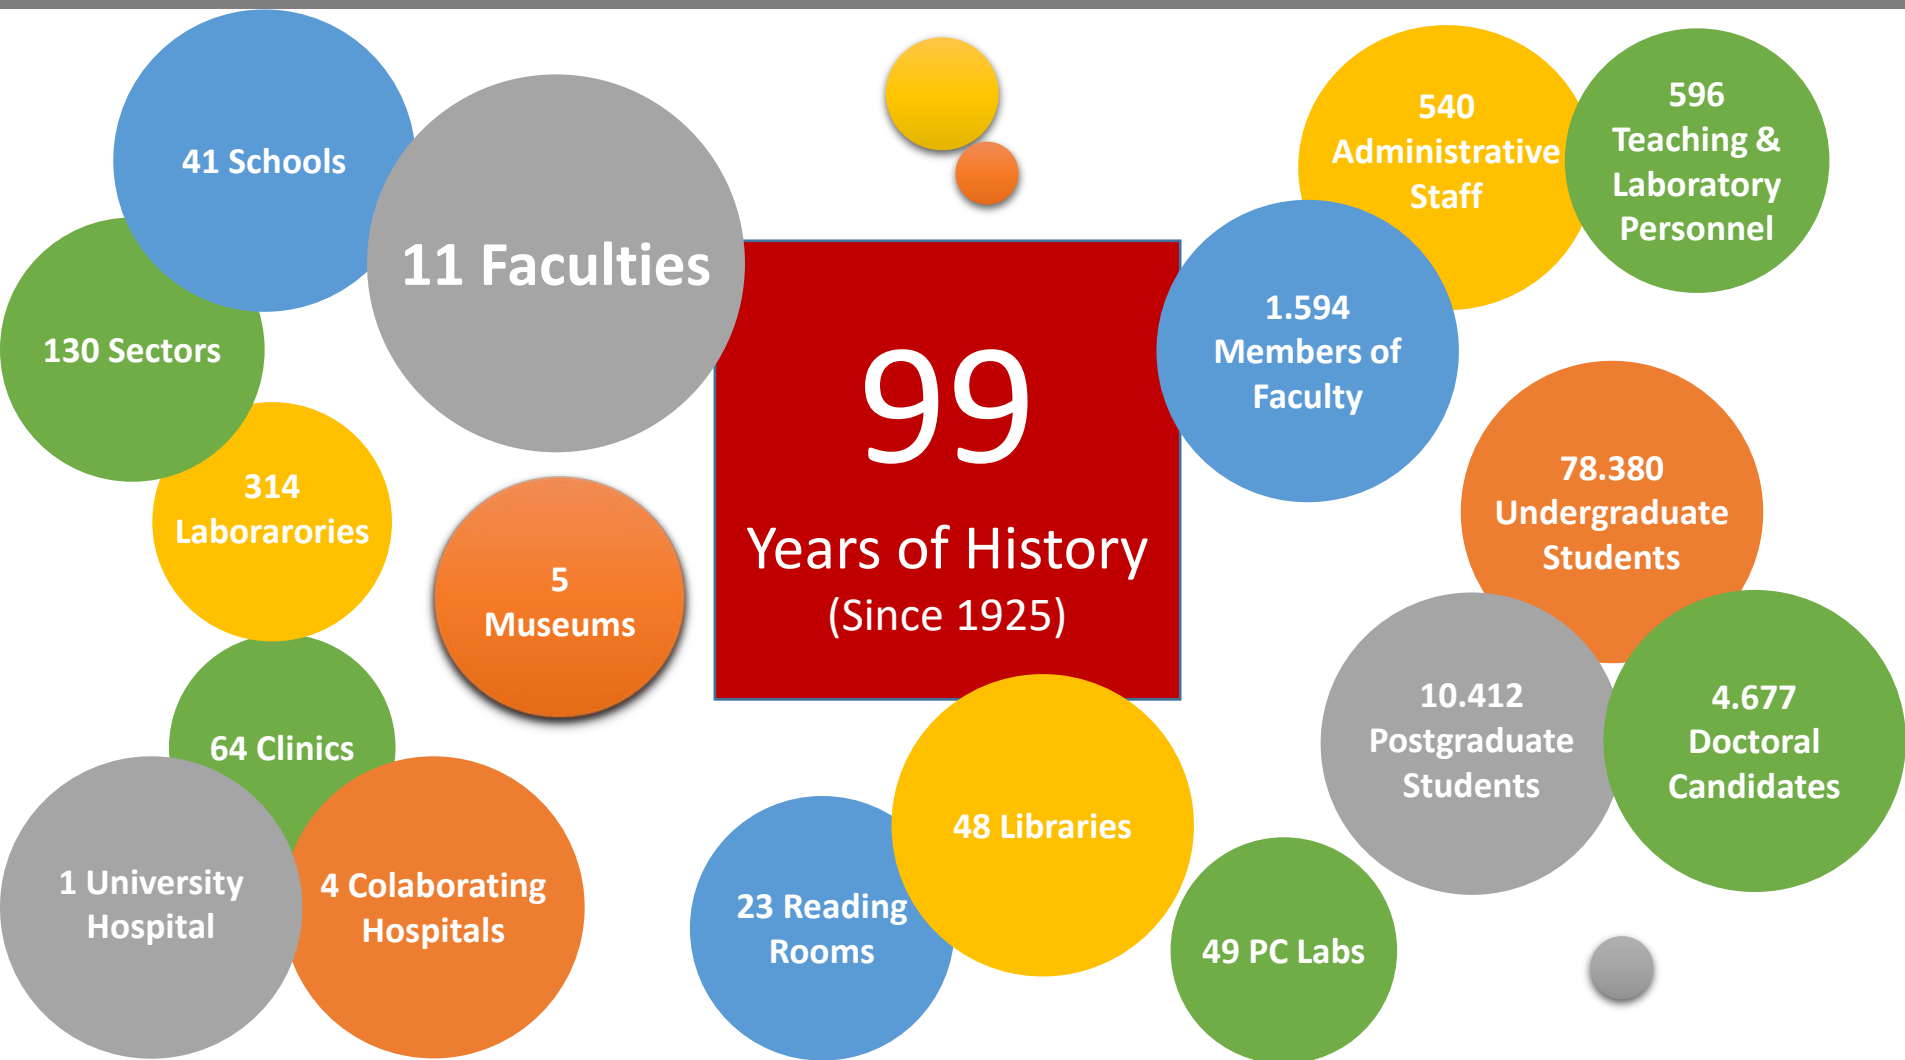 41 Schools
11 Faculties
130 Sectors
314
Laborarories
5
Museums
64 Clinics
1 University
Hospital
4 Colaborating
Hospitals
99
Years of History
(Since 1925)
48 Libraries
23 Reading
Rooms
49 PC Labs
540
Administrative
Staff
596
Teaching &
Laboratory
Personnel
1.594
Members of
Faculty
78.380
Undergraduate
Students
10.412
Postgraduate
Students
4.677
Doctoral
Candidates